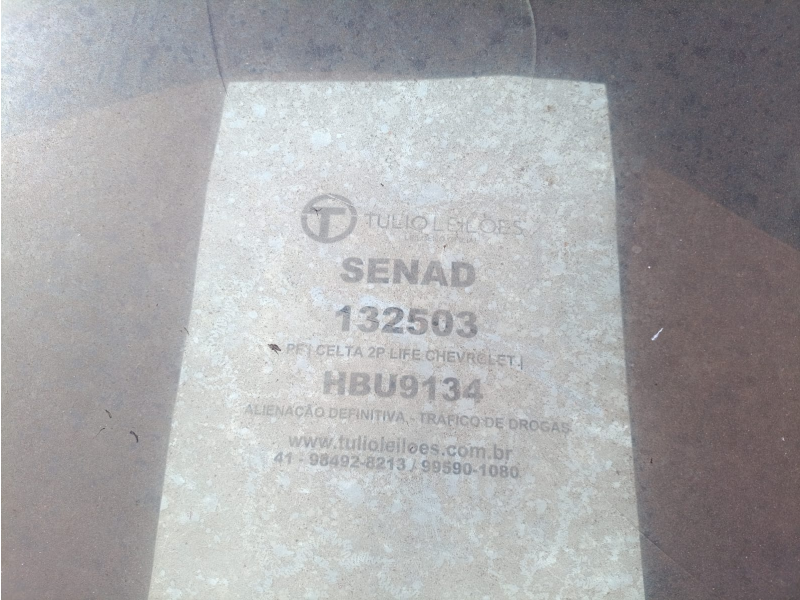 TULIO LEILÕES
SENAD
132503
PF | CELTA 2P LIFE CHEVROLET |
HBU9134
ALIENAÇÃO DEFINITIVA, - TRAFICO DE DROGAS
www.tulioleiloes.com.br
41 - 98492-8213 / 99590-1080